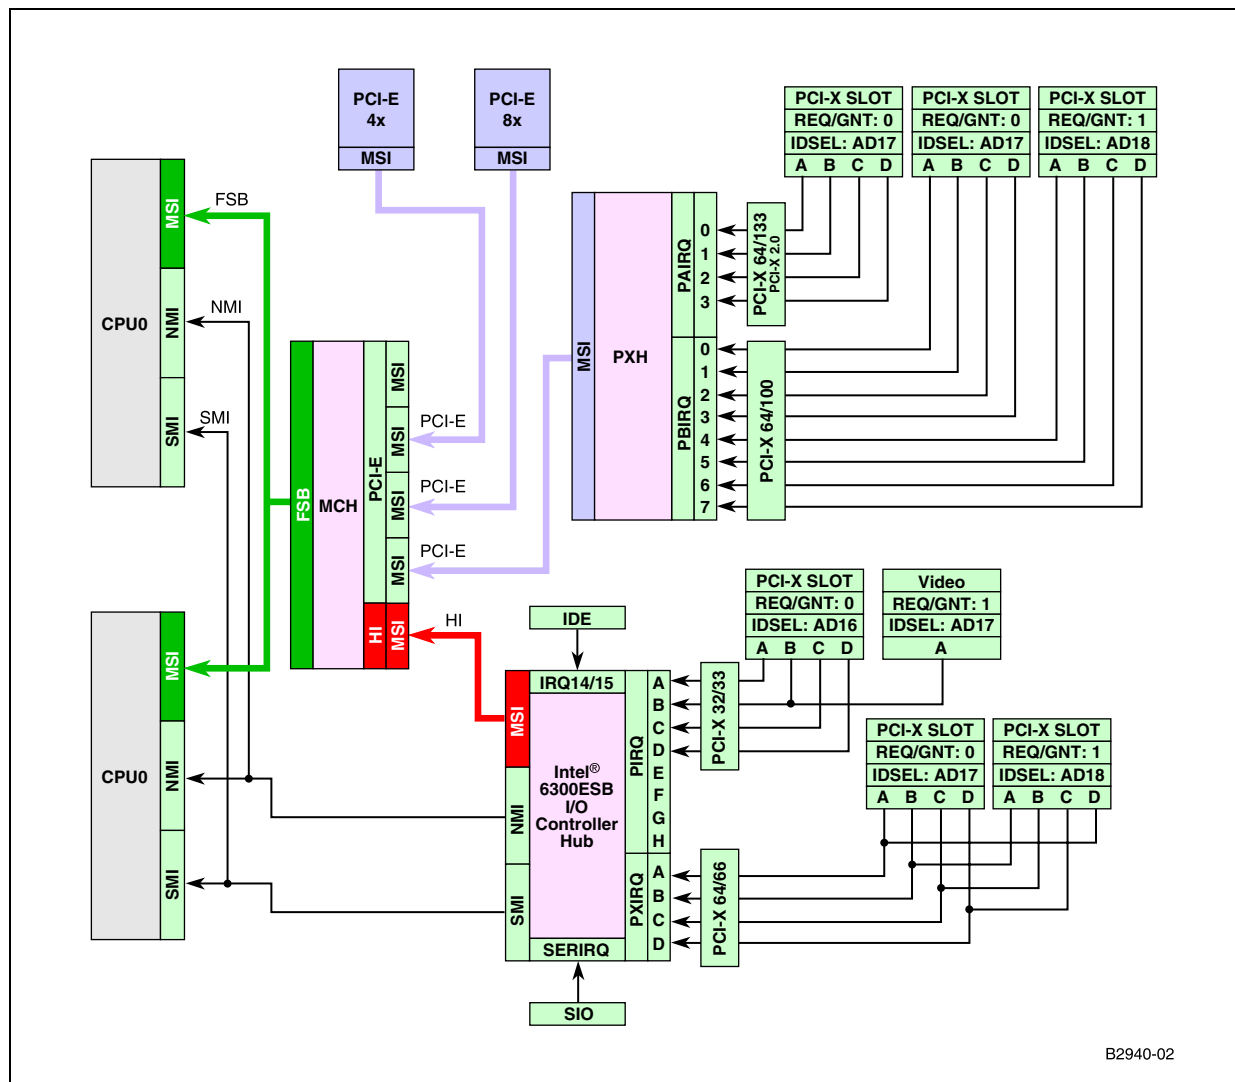 PCI-E
4x
MSI
PCI-E
8x
MSI
PCI-X SLOT
REQ/GNT: 0
IDSEL: AD17
A B C D
PCI-X SLOT
REQ/GNT: 0
IDSEL: AD17
A B C D
PCI-X SLOT
REQ/GNT: 1
IDSEL: AD18
A B C D
CPU0
MSI
NMI
SMI
FSB
NMI
SMI
MSI
PXH
PAIRQ
0
1
2
3
PBIRQ
0
1
2
3
4
5
6
7
PCI-X 64/133
PCI-X 2.0
PCI-X 64/100
FSB
MCH
PCI-E
MSI
MSI
MSI
MSI
HI
MSI
PCI-E
PCI-E
PCI-E
HI
CPU0
MSI
NMI
SMI
IDE
IRQ14/15
MSI
NMI
SMI
Intel®
6300ESB
I/O
Controller
Hub
SERIRQ
SIO
PIRQ
A
B
C
D
E
F
G
H
PXIRQ
A
B
C
D
PCI-X 32/33
PCI-X 64/66
PCI-X SLOT
REQ/GNT: 0
IDSEL: AD16
A B C D
Video
REQ/GNT: 1
IDSEL: AD17
A
PCI-X SLOT
REQ/GNT: 0
IDSEL: AD17
A B C D
PCI-X SLOT
REQ/GNT: 1
IDSEL: AD18
A B C D
B2940-02